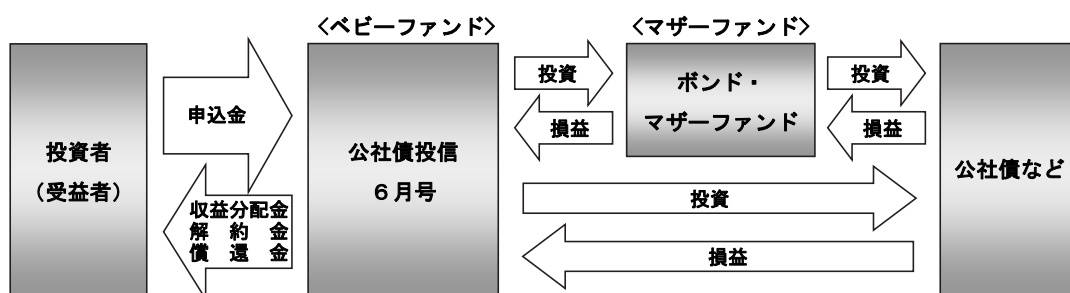 ＜ベビーファンド＞
＜マザーファンド＞
投資者
（受益者）
申込金
収益分配金
解約金
償還金
公社債投信
６月号
投資
損益
ボンド・
マザーファンド
投資
損益
投資
損益
公社債など